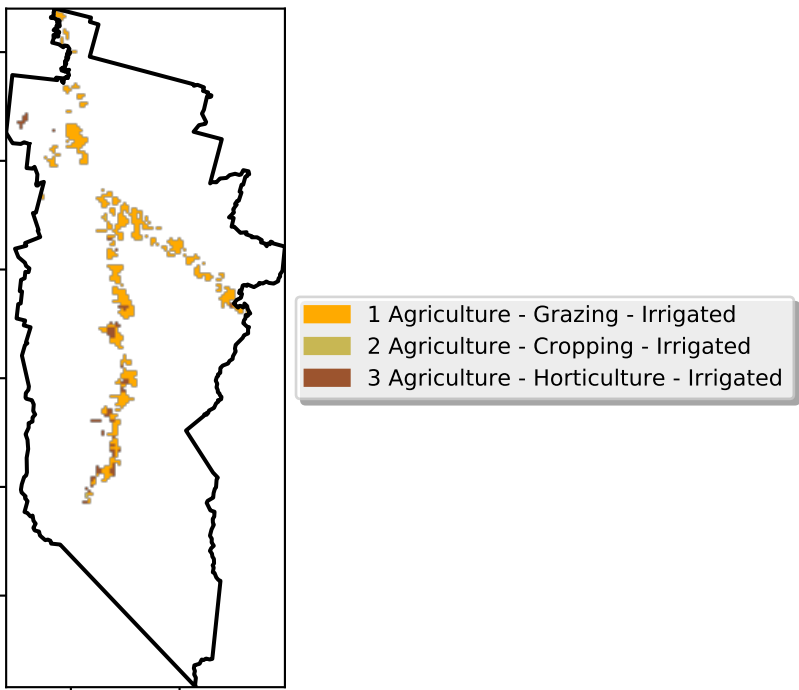 1 Agriculture - Grazing - Irrigated
2 Agriculture - Cropping - Irrigated
3 Agriculture - Horticulture - Irrigated